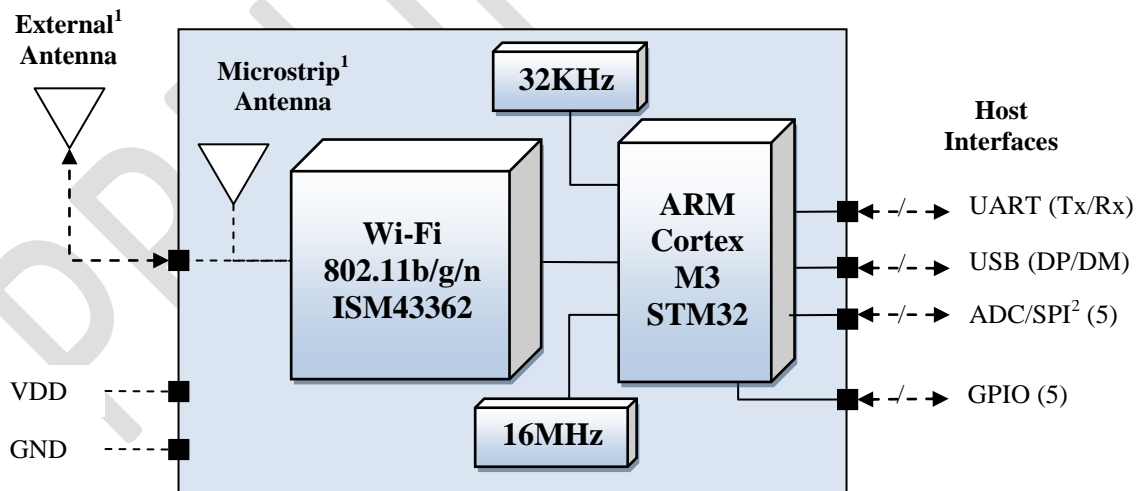 External¹
Antenna
Microstrip¹
Antenna
32KHz
Host
Interfaces
Wi-Fi
802.11b/g/n
ISM43362
ARM
Cortex
M3
STM32
UART (Tx/Rx)
USB (DP/DM)
ADC/SPI² (5)
GPIO (5)
VDD
GND
16MHz